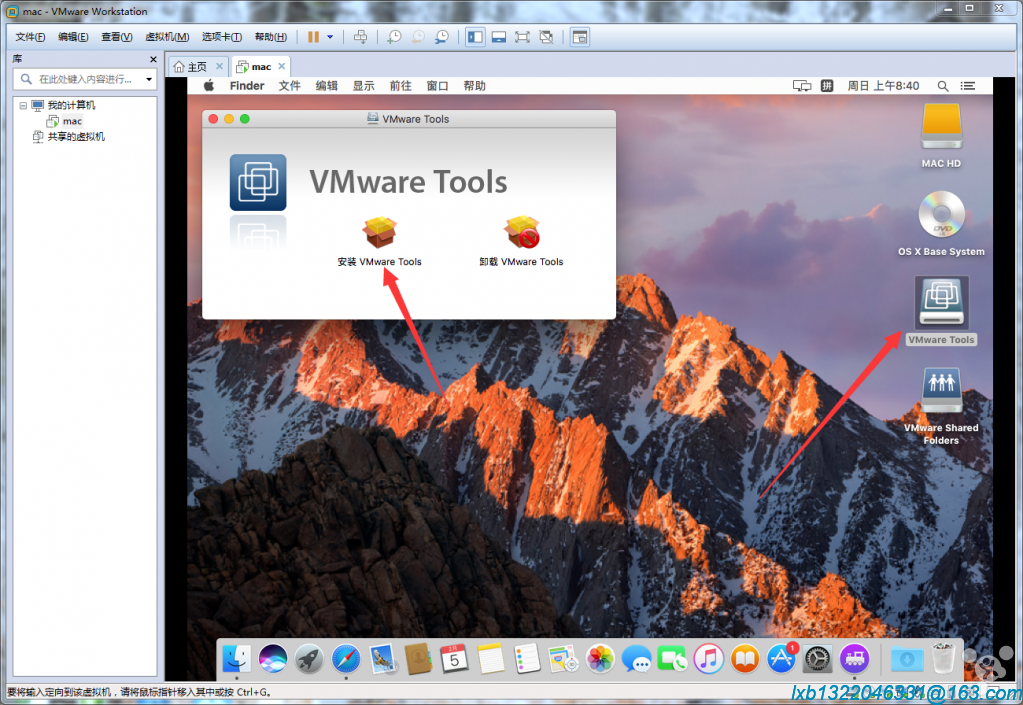 mac - VMware Workstation
文件(F) 编辑(E) 查看(V) 虚拟机(M) 选项卡(T) 帮助(H)
库
在此处键入内容进行...
我的计算机
mac
共享的虚拟机
主页 mac
Finder 文件 编辑 显示 前往 窗口 帮助 拼 周日 上午8:40
VMware Tools
VMware Tools
安装 VMware Tools
卸载 VMware Tools
MAC HD
DVD
OS X Base System
VMware Tools
VMware Shared
Folders
2月
5
1
要将输入定向到该虚拟机，请将鼠标指针移入其中或按 Ctrl+G。
lxb1322046331@163.com